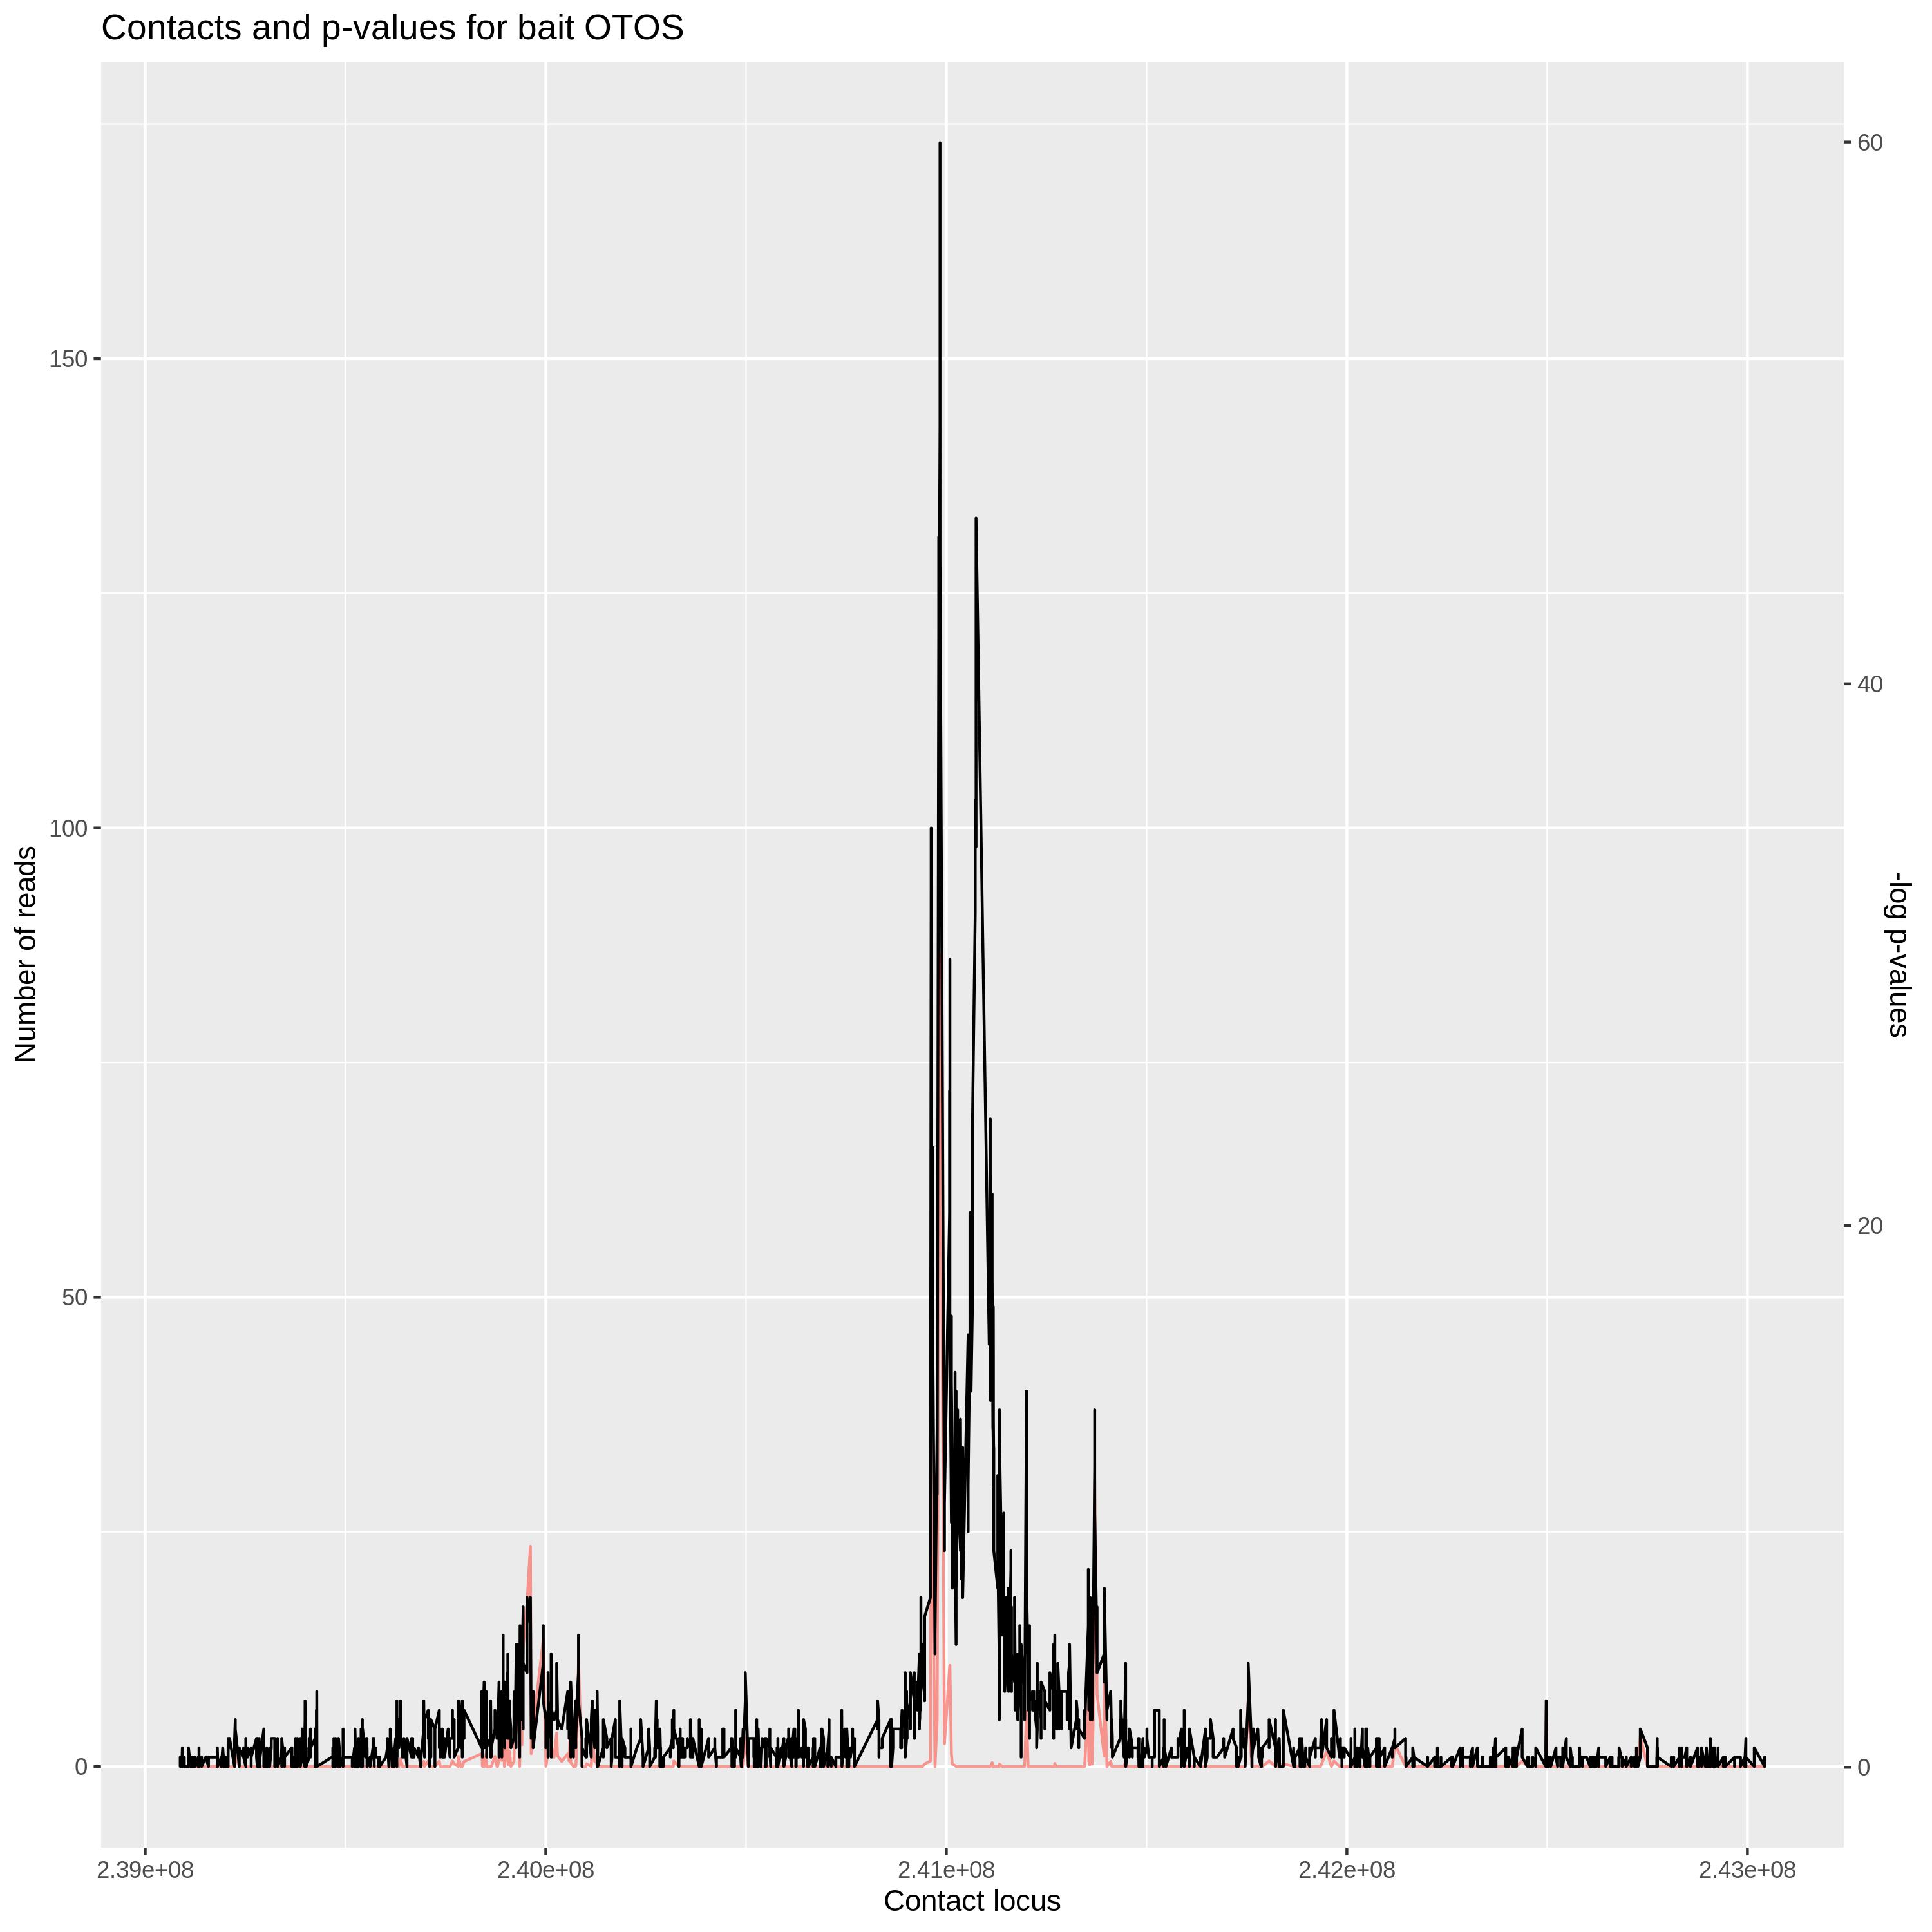 Contacts and p-values for bait OTOS
Number of reads
150
100
50
0
60
40
20
0
-log p-values
2.39e+08 2.40e+08 2.41e+08 2.42e+08 2.43e+08
Contact locus